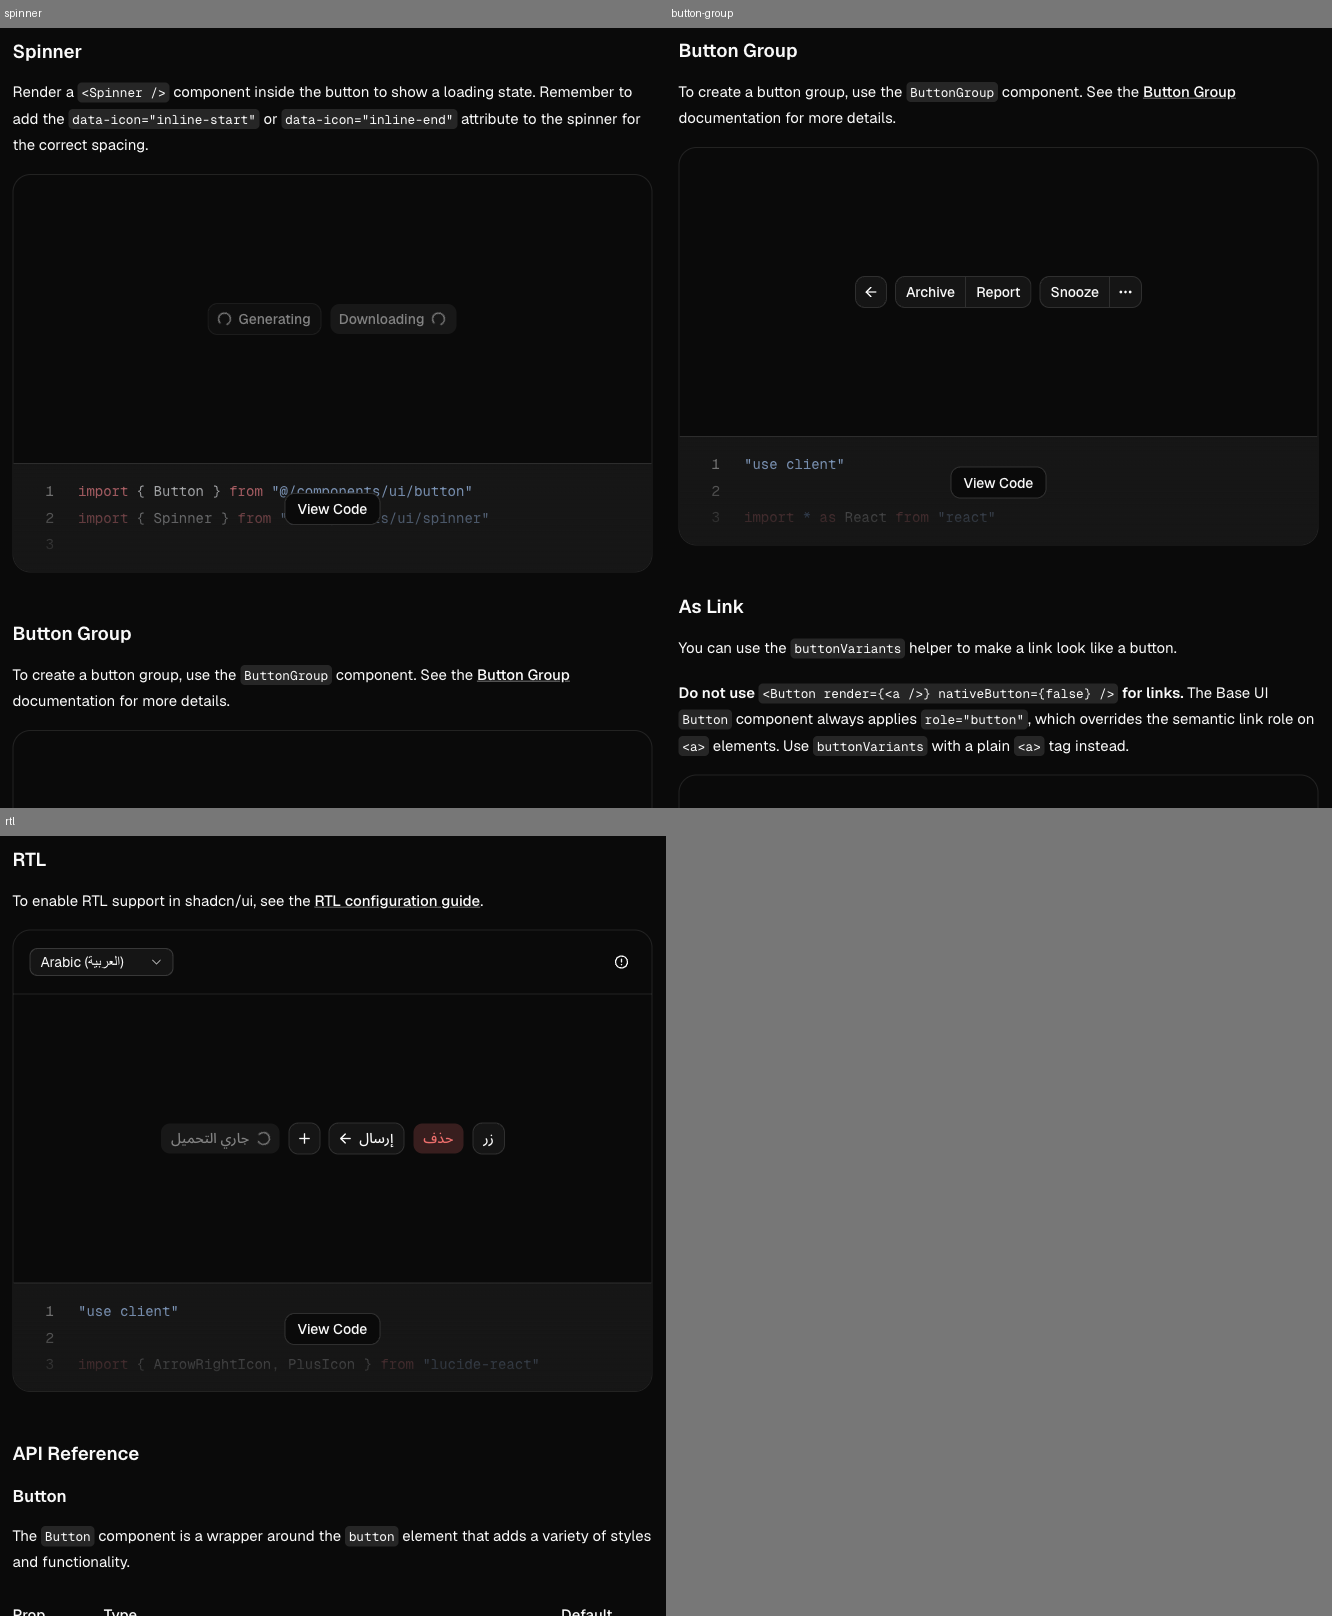 spinner
Spinner
Render a <Spinner /> component inside the button to show a loading state. Remember to
add the data-icon="inline-start" or data-icon="inline-end" attribute to the spinner for
the correct spacing.
Generating
Downloading
1 import { Button } from "@/components/ui/button"
2 import { Spinner } from " s/ui/spinner"
3
View Code
Button Group
To create a button group, use the ButtonGroup component. See the Button Group
documentation for more details.
button-group
Button Group
To create a button group, use the ButtonGroup component. See the Button Group
documentation for more details.
Archive
Report
Snooze
1 "use client"
2
3 import * as React from "react"
View Code
As Link
You can use the buttonVariants helper to make a link look like a button.
Do not use <Button render={<a />} nativeButton={false} /> for links. The Base UI
Button component always applies role="button", which overrides the semantic link role on
<a> elements. Use buttonVariants with a plain <a> tag instead.
rtl
RTL
To enable RTL support in shadcn/ui, see the RTL configuration guide.
Arabic (العربية)
زر
حذف
إرسال
جاري التحميل
1 "use client"
2
3 import { ArrowRightIcon, PlusIcon } from "lucide-react"
View Code
API Reference
Button
The Button component is a wrapper around the button element that adds a variety of styles
and functionality.
Prop Type Default